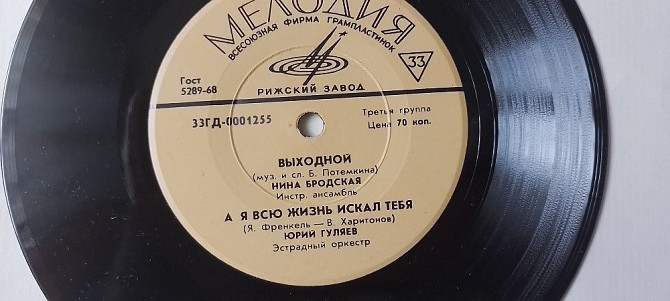 МЕЛОДИЯ
ВСЕСОЮЗНАЯ ФИРМА ГРАМПЛАСТИНОК
33
Гост
5289-68
РИЖСКИЙ ЗАВОД
33ГД-0001255
Третья группа
Цена 70 коп.
ВЫХОДНОЙ
(муз. и сл. Б. Потемкина)
НИНА БРОДСКАЯ
Инстр. ансамбль
А Я ВСЮ ЖИЗНЬ ИСКАЛ ТЕБЯ
(Я. Френкель — В. Харитонов)
ЮРИЙ ГУЛЯЕВ
Эстрадный оркестр